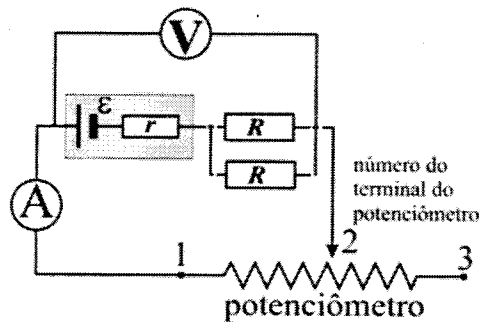 V
ε
r
R
R
A
número do
terminal do
potenciômetro
1
2
3
potenciômetro